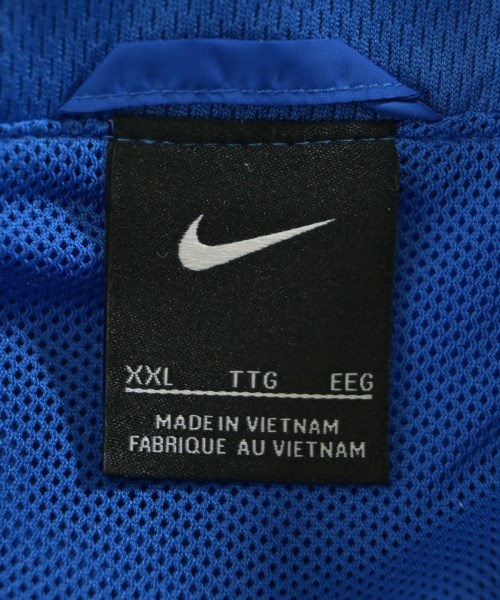 XXL TTG EEG
MADE IN VIETNAM
FABRIQUE AU VIETNAM